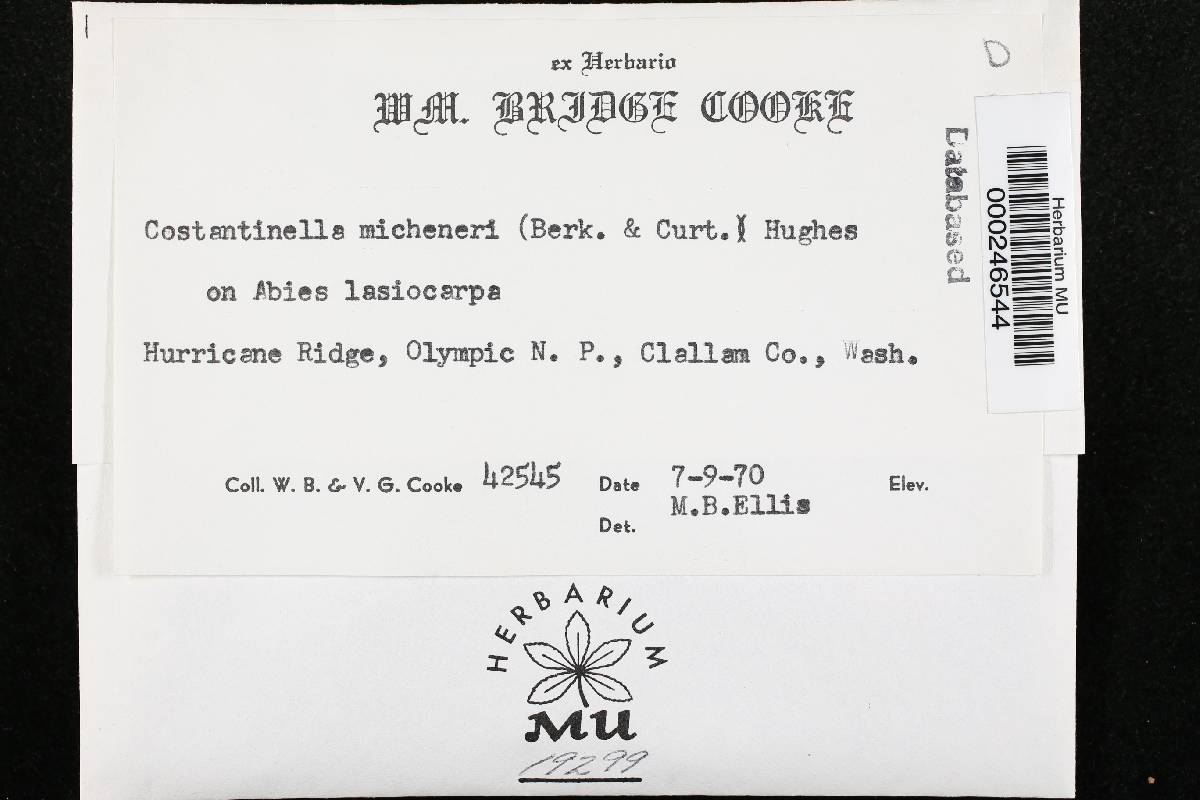 ex Herbario
WM. BRIDGE COOKE
D
Databased
Herbarium MU
000246544
Costantinella micheneri (Berk. & Curt.) Hughes
on Abies lasiocarpa
Hurricane Ridge, Olympic N. P., Clallam Co., Wash.
Coll. W. B. & V. G. Cooke 42545 Date 7-9-70 Elev.
M.B.Ellis
Det.
HERBARIUM
MU
19299